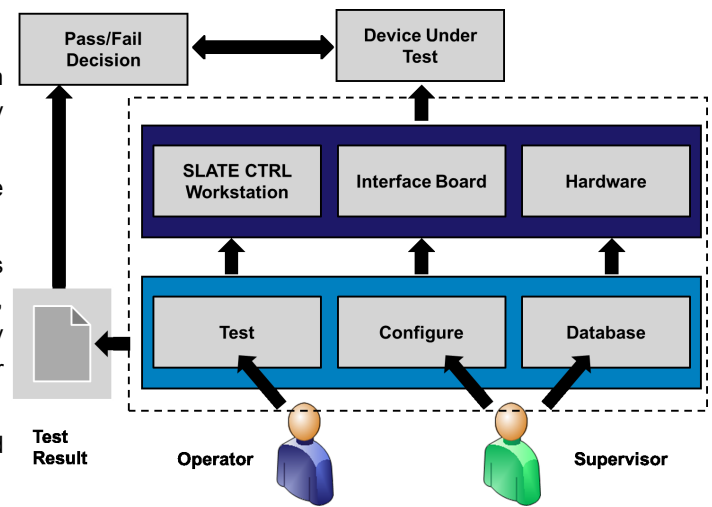 Pass/Fail
Decision
Device Under
Test
SLATE CTRL
Workstation
Interface Board
Hardware
Test
Configure
Database
Test
Result
Operator
Supervisor